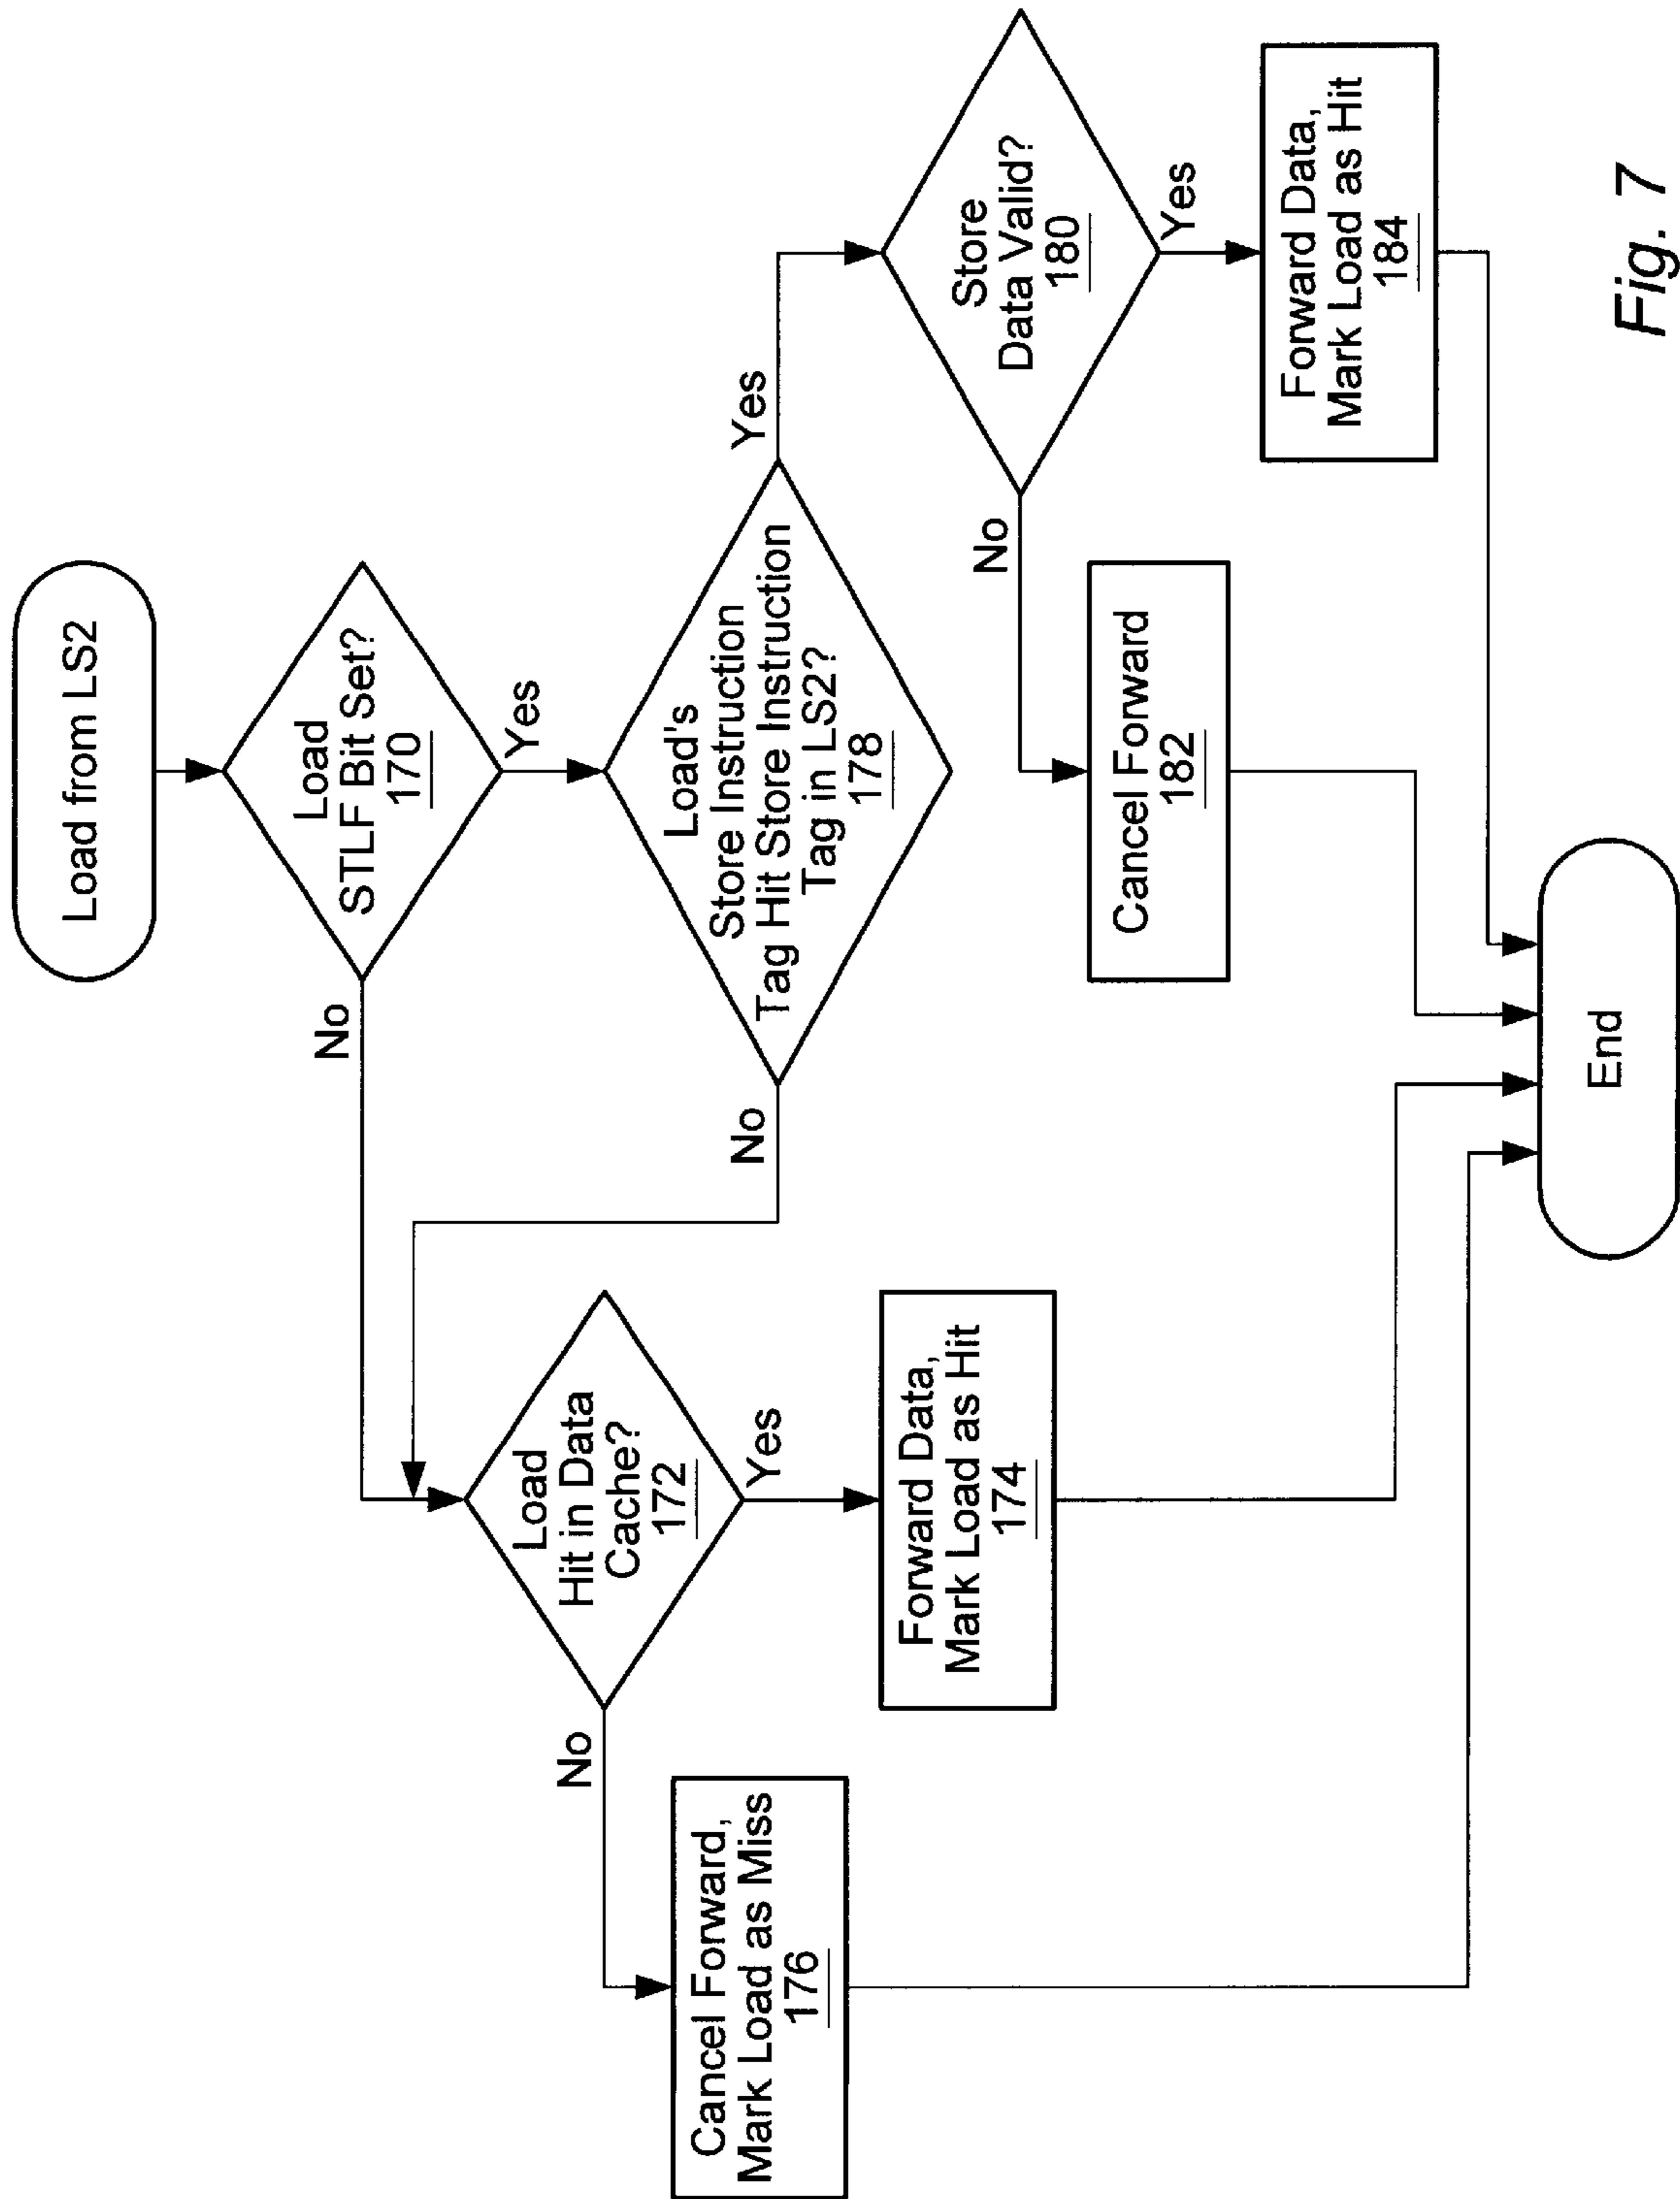 Load from LS2
Load
STLF Bit Set?
170
No
Yes
Load's
Store Instruction
Tag Hit Store Instruction
Tag in LS2?
178
No
Yes
Load
Hit in Data
Cache?
172
No
Yes
Store
Data Valid?
180
No
Yes
Cancel Forward,
Mark Load as Miss
176
Forward Data,
Mark Load as Hit
174
Cancel Forward
182
Forward Data,
Mark Load as Hit
184
End
Fig. 7